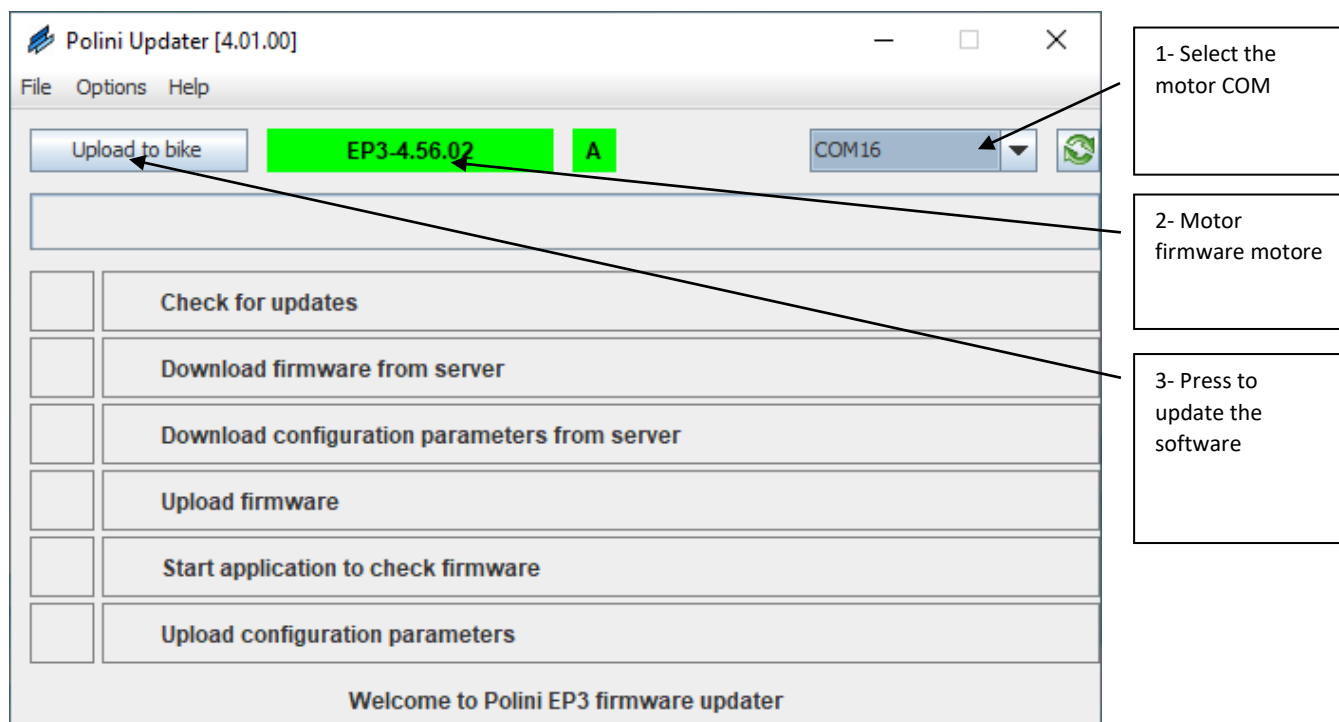 Polini Updater [4.01.00]
File Options Help
Upload to bike
EP3-4.56.02
A
COM16
Check for updates
Download firmware from server
Download configuration parameters from server
Upload firmware
Start application to check firmware
Upload configuration parameters
Welcome to Polini EP3 firmware updater
1- Select the
motor COM
2- Motor
firmware motore
3- Press to
update the
software